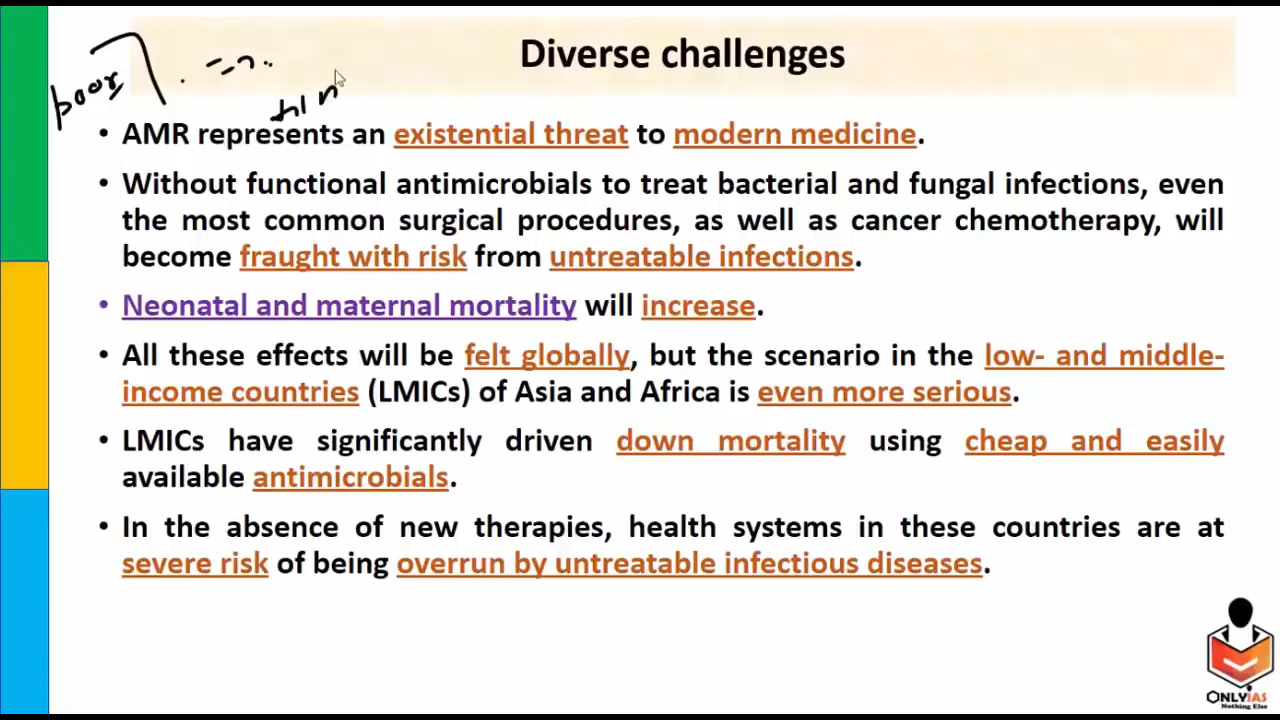 Diverse challenges
poor
• AMR represents an existential threat to modern medicine.
• Without functional antimicrobials to treat bacterial and fungal infections, even
the most common surgical procedures, as well as cancer chemotherapy, will
become fraught with risk from untreatable infections.
• Neonatal and maternal mortality will increase.
• All these effects will be felt globally, but the scenario in the low- and middle-
income countries (LMICs) of Asia and Africa is even more serious.
• LMICs have significantly driven down mortality using cheap and easily
available antimicrobials.
• In the absence of new therapies, health systems in these countries are at
severe risk of being overrun by untreatable infectious diseases.
ONLYIAS
Nothing Else